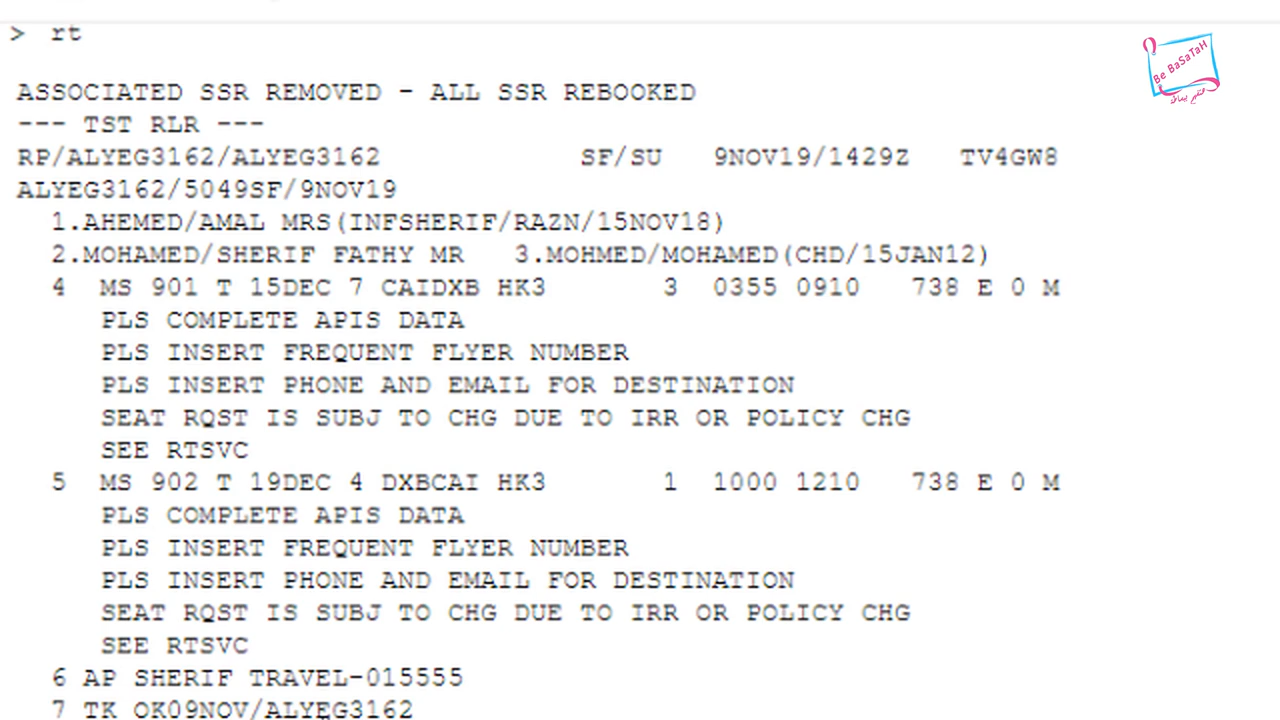 > rt
Be BaSaTaH
ASSOCIATED SSR REMOVED - ALL SSR REBOOKED
--- TST RLR ---
RP/ALYEG3162/ALYEG3162 SF/SU 9NOV19/1429Z TV4GW8
ALYEG3162/5049SF/9NOV19
1.AHEMED/AMAL MRS(INFSHERIF/RAZN/15NOV18)
2.MOHAMED/SHERIF FATHY MR 3.MOHMED/MOHAMED(CHD/15JAN12)
4 MS 901 T 15DEC 7 CAIDXB HK3 3 0355 0910 738 E 0 M
PLS COMPLETE APIS DATA
PLS INSERT FREQUENT FLYER NUMBER
PLS INSERT PHONE AND EMAIL FOR DESTINATION
SEAT RQST IS SUBJ TO CHG DUE TO IRR OR POLICY CHG
SEE RTSVC
5 MS 902 T 19DEC 4 DXBCAI HK3 1 1000 1210 738 E 0 M
PLS COMPLETE APIS DATA
PLS INSERT FREQUENT FLYER NUMBER
PLS INSERT PHONE AND EMAIL FOR DESTINATION
SEAT RQST IS SUBJ TO CHG DUE TO IRR OR POLICY CHG
SEE RTSVC
6 AP SHERIF TRAVEL-015555
7 TK OK09NOV/ALYEG3162